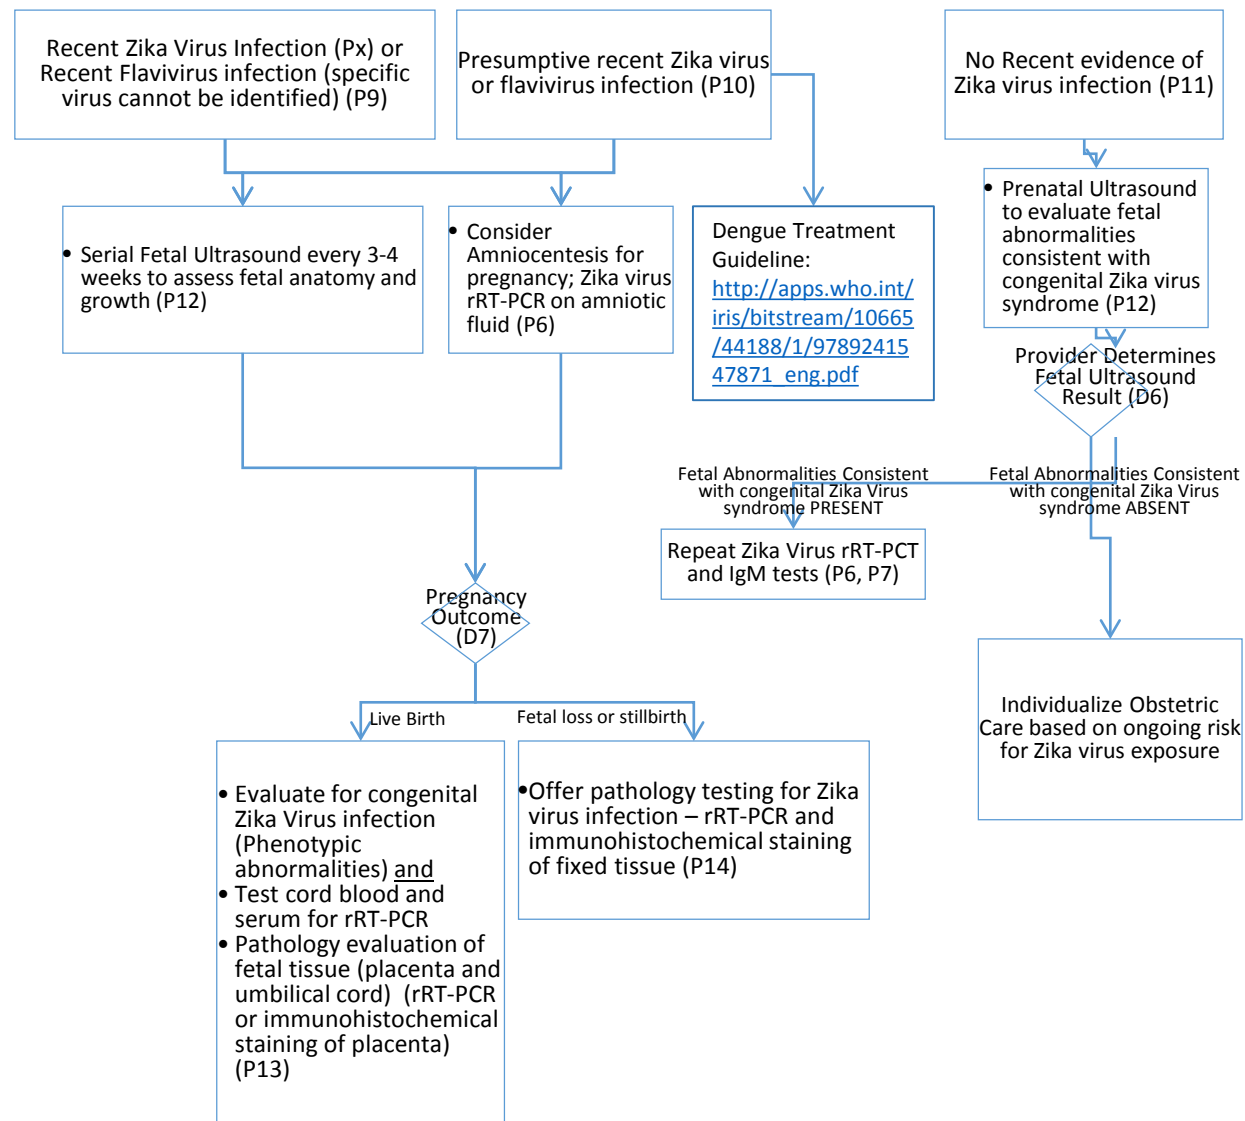 Recent Zika Virus Infection (Px) or
Recent Flavivirus infection (specific
virus cannot be identified) (P9)
Presumptive recent Zika virus
or flavivirus infection (P10)
No Recent evidence of
Zika virus infection (P11)
• Serial Fetal Ultrasound every 3-4
weeks to assess fetal anatomy and
growth (P12)
• Consider
Amniocentesis for
pregnancy; Zika virus
rRT-PCR on amniotic
fluid (P6)
Dengue Treatment
Guideline:
http://apps.who.int/
iris/bitstream/10665
/44188/1/97892415
47871_eng.pdf
• Prenatal Ultrasound
to evaluate fetal
abnormalities
consistent with
congenital Zika virus
syndrome (P12)
Provider Determines
Fetal Ultrasound
Result (D6)
Fetal Abnormalities Consistent
with congenital Zika Virus
syndrome PRESENT
Fetal Abnormalities Consistent
with congenital Zika Virus
syndrome ABSENT
Repeat Zika Virus rRT-PCT
and IgM tests (P6, P7)
Pregnancy
Outcome
(D7)
Individualize Obstetric
Care based on ongoing risk
for Zika virus exposure
Live Birth
Fetal loss or stillbirth
• Evaluate for congenital
Zika Virus infection
(Phenotypic
abnormalities) and
• Test cord blood and
serum for rRT-PCR
• Pathology evaluation of
fetal tissue (placenta and
umbilical cord) (rRT-PCR
or immunohistochemical
staining of placenta)
(P13)
• Offer pathology testing for Zika
virus infection – rRT-PCR and
immunohistochemical staining
of fixed tissue (P14)